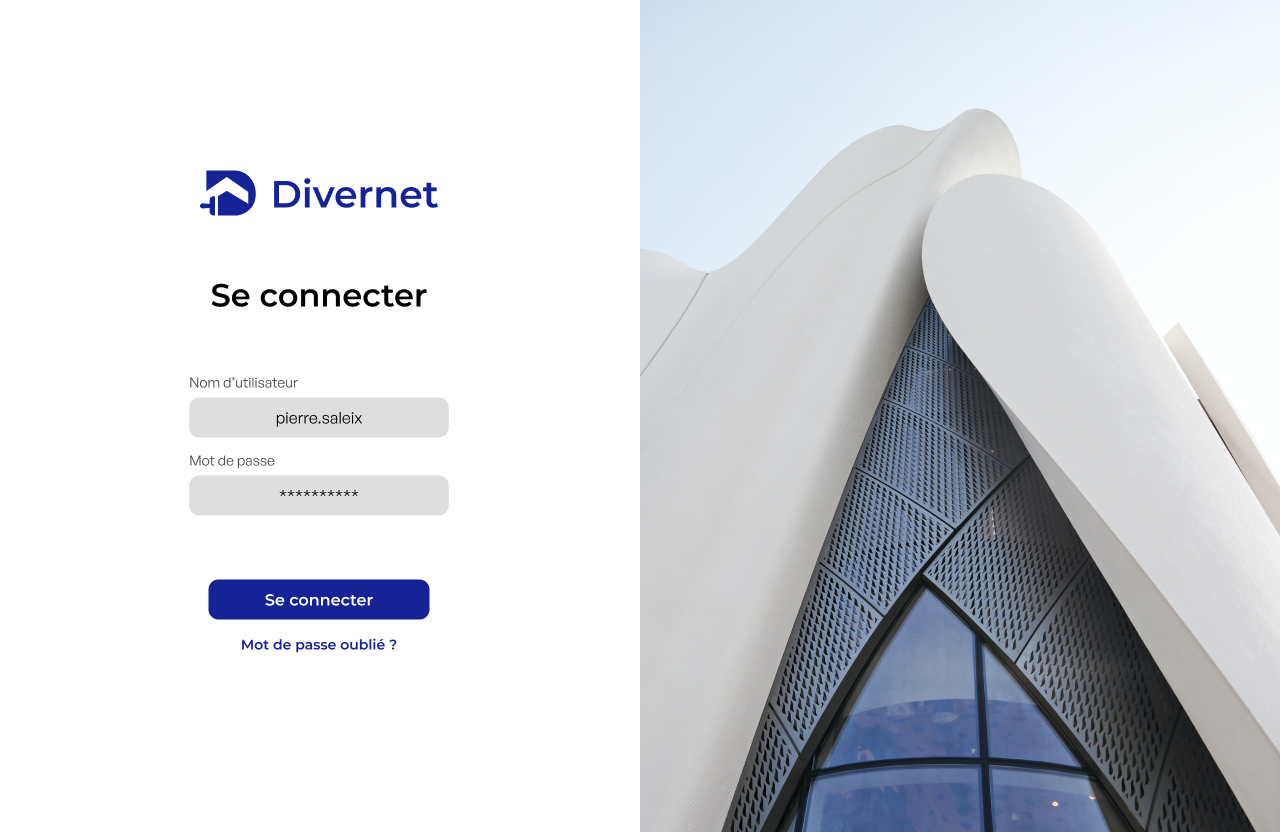 Divernet
Se connecter
Nom d'utilisateur
pierre.saleix
Mot de passe
**********
Se connecter
Mot de passe oublié ?